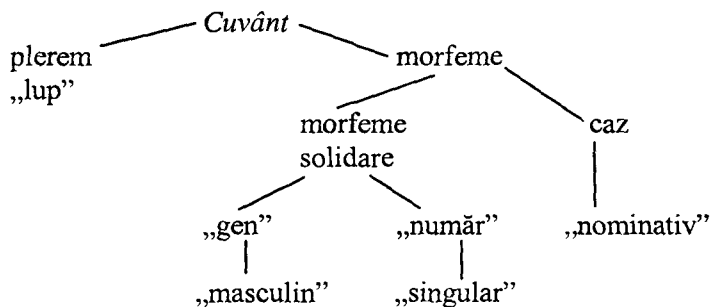 Cuvânt
plerem
morfeme
„lup”
morfeme
caz
solidare
„gen”
„număr”
„nominativ”
„masculin”
„singular”